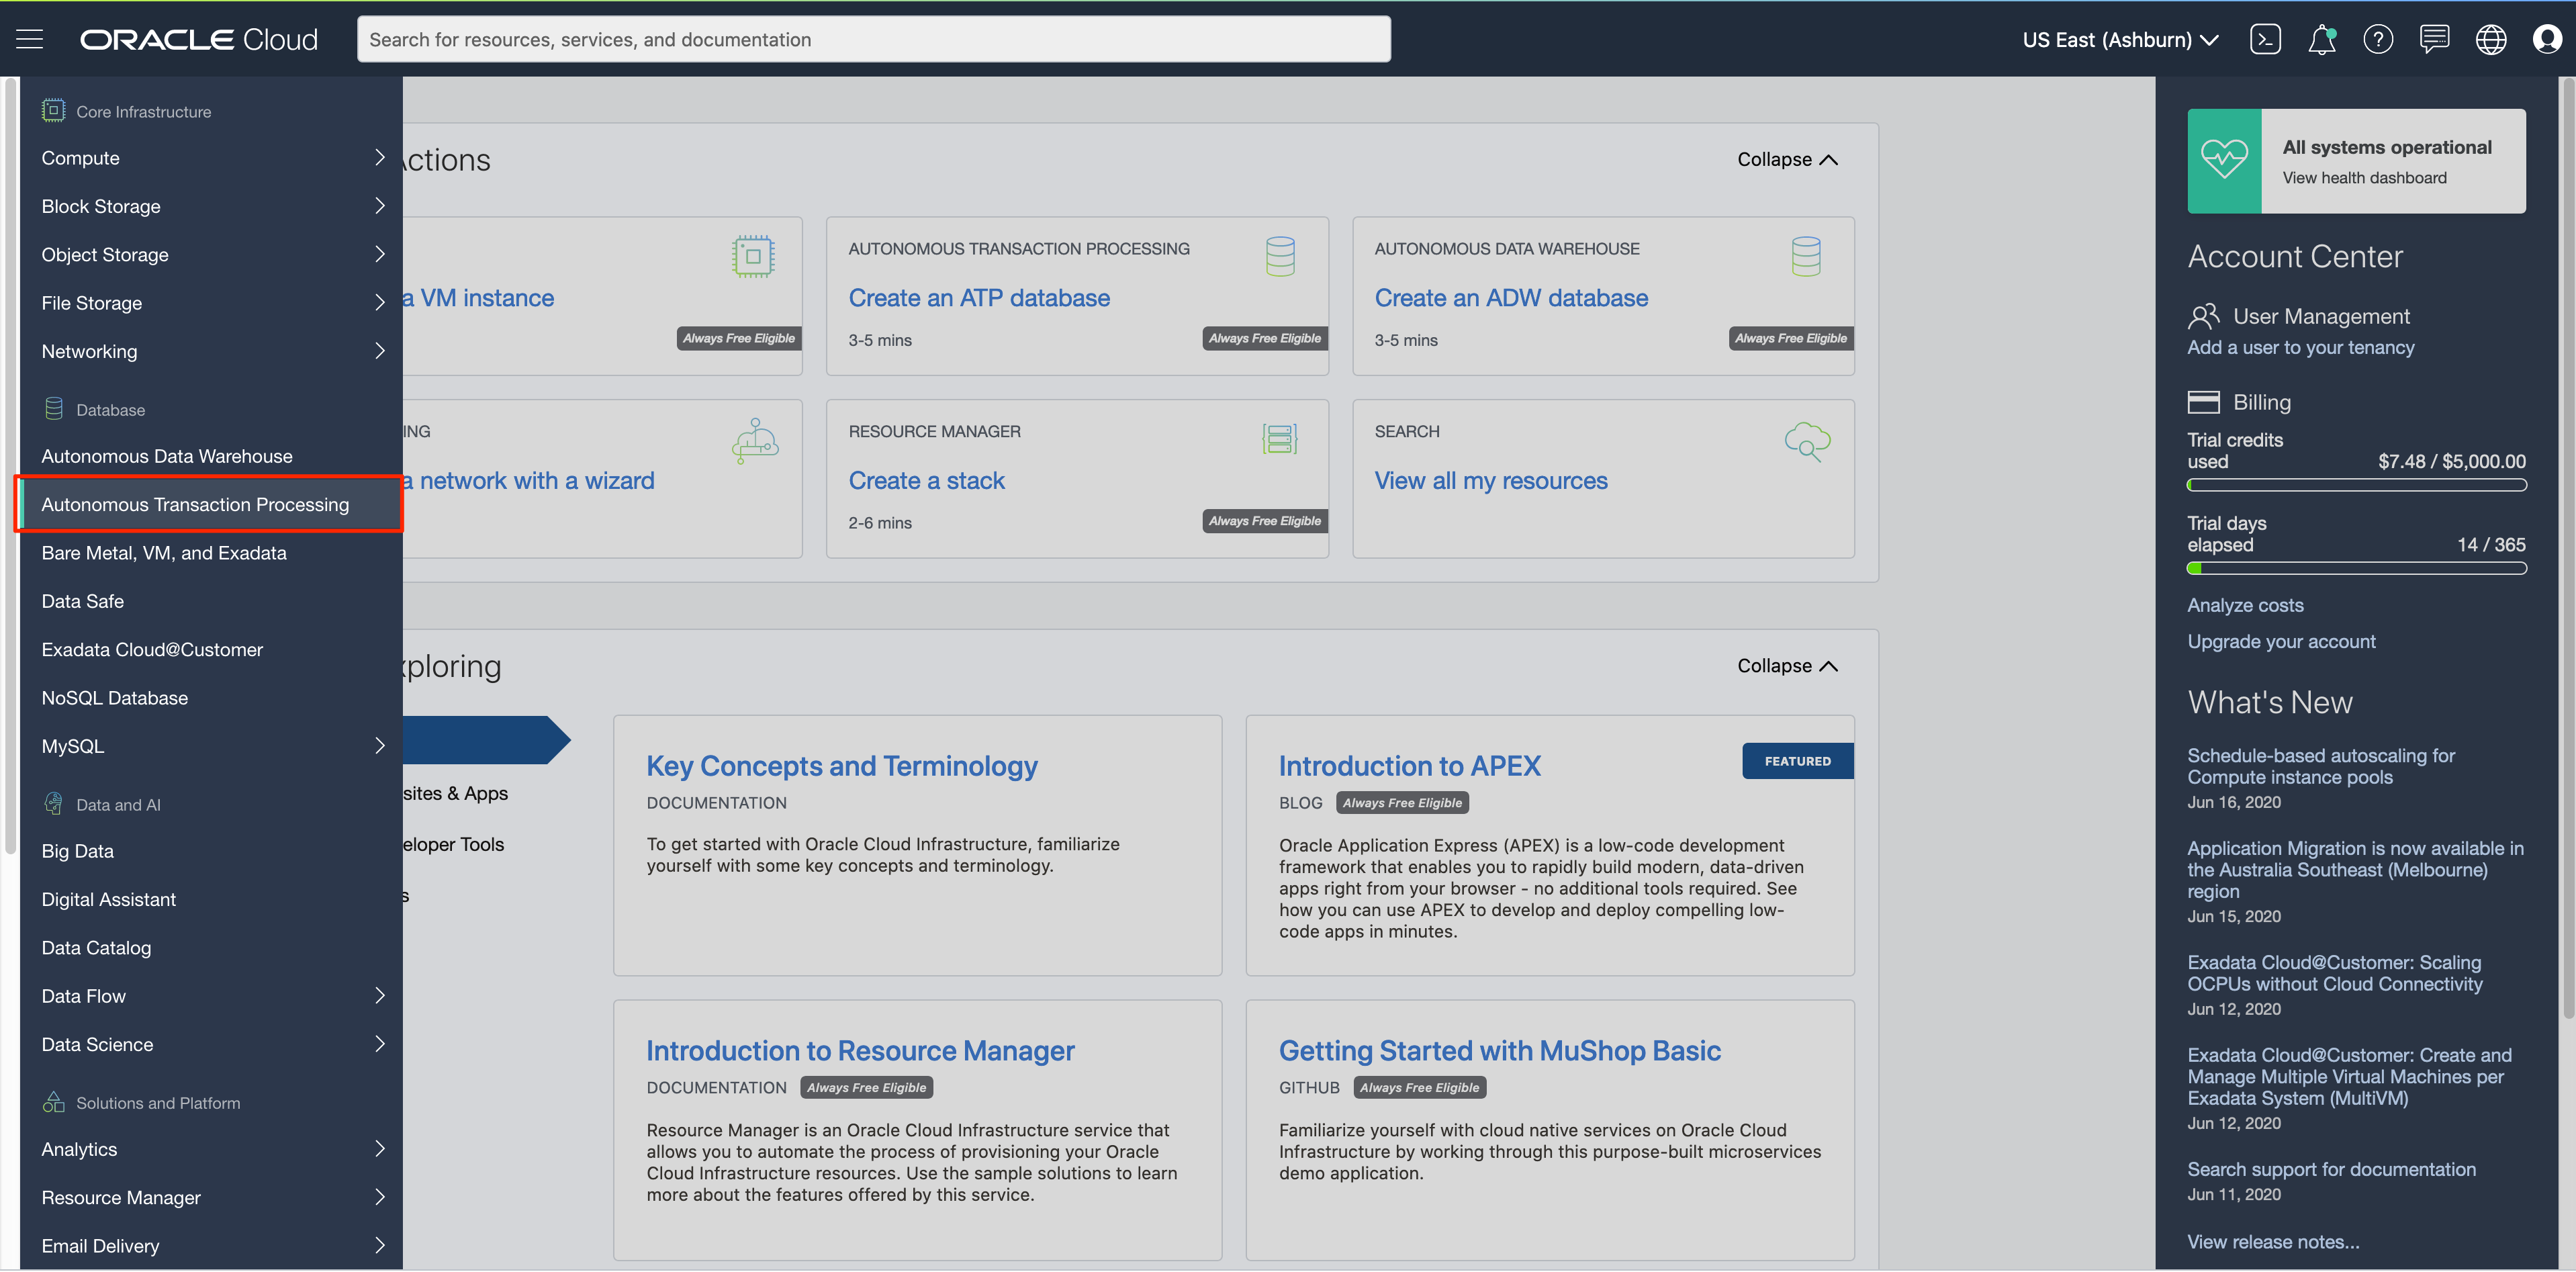 ORACLE Cloud
Search for resources, services, and documentation
US East (Ashburn)
Core Infrastructure
Compute
Block Storage
Object Storage
File Storage
Networking
Database
Autonomous Data Warehouse
Autonomous Transaction Processing
Bare Metal, VM, and Exadata
Data Safe
Exadata Cloud@Customer
NoSQL Database
MySQL
Data and AI
Big Data
Digital Assistant
Data Catalog
Data Flow
Data Science
Solutions and Platform
Analytics
Resource Manager
Email Delivery
Actions
Collapse
a VM instance
Always Free Eligible
AUTONOMOUS TRANSACTION PROCESSING
Create an ATP database
3-5 mins
Always Free Eligible
AUTONOMOUS DATA WAREHOUSE
Create an ADW database
3-5 mins
Always Free Eligible
ING
a network with a wizard
RESOURCE MANAGER
Create a stack
2-6 mins
Always Free Eligible
SEARCH
View all my resources
xploring
Collapse
sites & Apps
eloper Tools
s
Key Concepts and Terminology
DOCUMENTATION
To get started with Oracle Cloud Infrastructure, familiarize
yourself with some key concepts and terminology.
Introduction to APEX
FEATURED
BLOG Always Free Eligible
Oracle Application Express (APEX) is a low-code development
framework that enables you to rapidly build modern, data-driven
apps right from your browser - no additional tools required. See
how you can use APEX to develop and deploy compelling low-
code apps in minutes.
Introduction to Resource Manager
DOCUMENTATION Always Free Eligible
Resource Manager is an Oracle Cloud Infrastructure service that
allows you to automate the process of provisioning your Oracle
Cloud Infrastructure resources. Use the sample solutions to learn
more about the features offered by this service.
Getting Started with MuShop Basic
GITHUB Always Free Eligible
Familiarize yourself with cloud native services on Oracle Cloud
Infrastructure by working through this purpose-built microservices
demo application.
All systems operational
View health dashboard
Account Center
User Management
Add a user to your tenancy
Billing
Trial credits
used $7.48 / $5,000.00
Trial days
elapsed 14 / 365
Analyze costs
Upgrade your account
What's New
Schedule-based autoscaling for
Compute instance pools
Jun 16, 2020
Application Migration is now available in
the Australia Southeast (Melbourne)
region
Jun 15, 2020
Exadata Cloud@Customer: Scaling
OCPUs without Cloud Connectivity
Jun 12, 2020
Exadata Cloud@Customer: Create and
Manage Multiple Virtual Machines per
Exadata System (MultiVM)
Jun 12, 2020
Search support for documentation
Jun 11, 2020
View release notes...